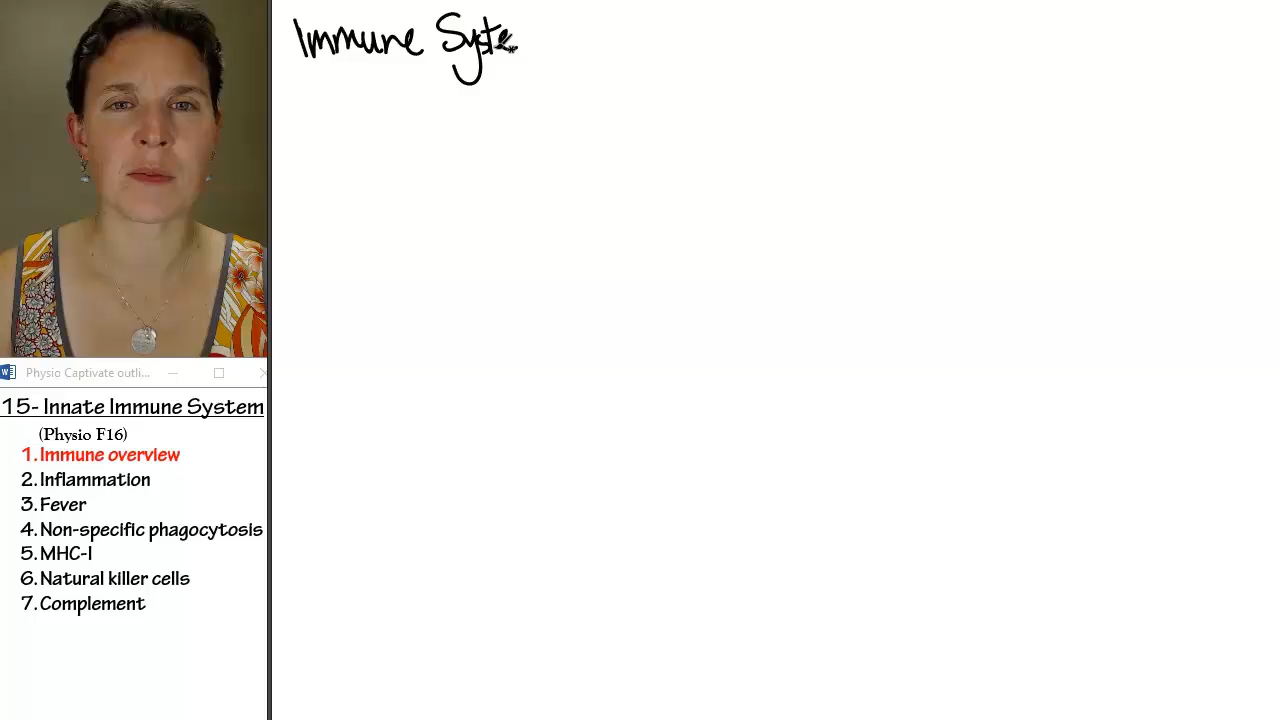 Immune Syste
Physio Captivate outli...
15- Innate Immune System
(Physio F16)
1. Immune overview
2. Inflammation
3. Fever
4. Non-specific phagocytosis
5. MHC-I
6. Natural killer cells
7. Complement